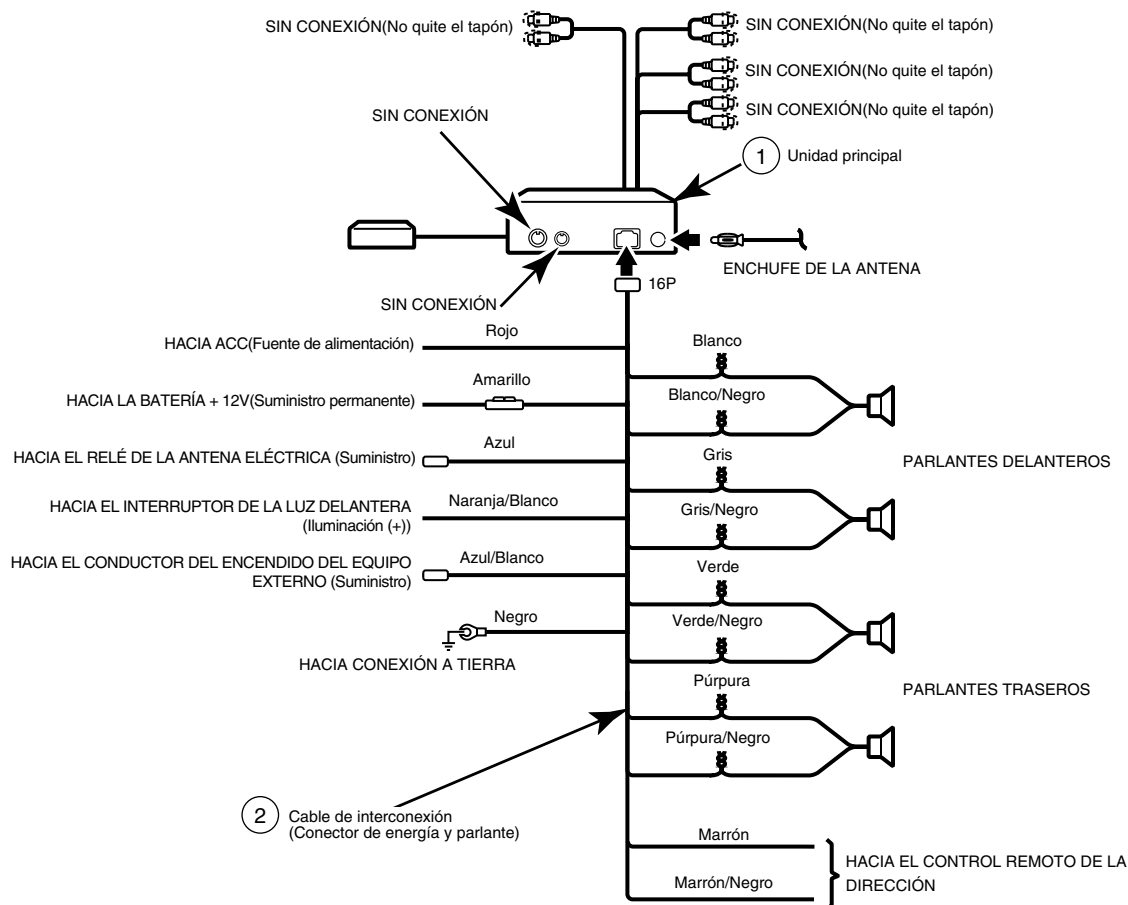 SIN CONEXIÓN(No quite el tapón)
SIN CONEXIÓN(No quite el tapón)
SIN CONEXIÓN(No quite el tapón)
SIN CONEXIÓN(No quite el tapón)
SIN CONEXIÓN
1 Unidad principal
ENCHUFE DE LA ANTENA
SIN CONEXIÓN
16P
HACIA ACC(Fuente de alimentación)
Rojo
HACIA LA BATERÍA + 12V(Suministro permanente)
Amarillo
HACIA EL RELÉ DE LA ANTENA ELÉCTRICA (Suministro)
Azul
HACIA EL INTERRUPTOR DE LA LUZ DELANTERA
(Iluminación (+))
Naranja/Blanco
HACIA EL CONDUCTOR DEL ENCENDIDO DEL EQUIPO
EXTERNO (Suministro)
Azul/Blanco
Negro
HACIA CONEXIÓN A TIERRA
Blanco
Blanco/Negro
Gris
Gris/Negro
PARLANTES DELANTEROS
Verde
Verde/Negro
Púrpura
Púrpura/Negro
PARLANTES TRASEROS
2 Cable de interconexión
(Conector de energía y parlante)
Marrón
Marrón/Negro
HACIA EL CONTROL REMOTO DE LA
DIRECCIÓN